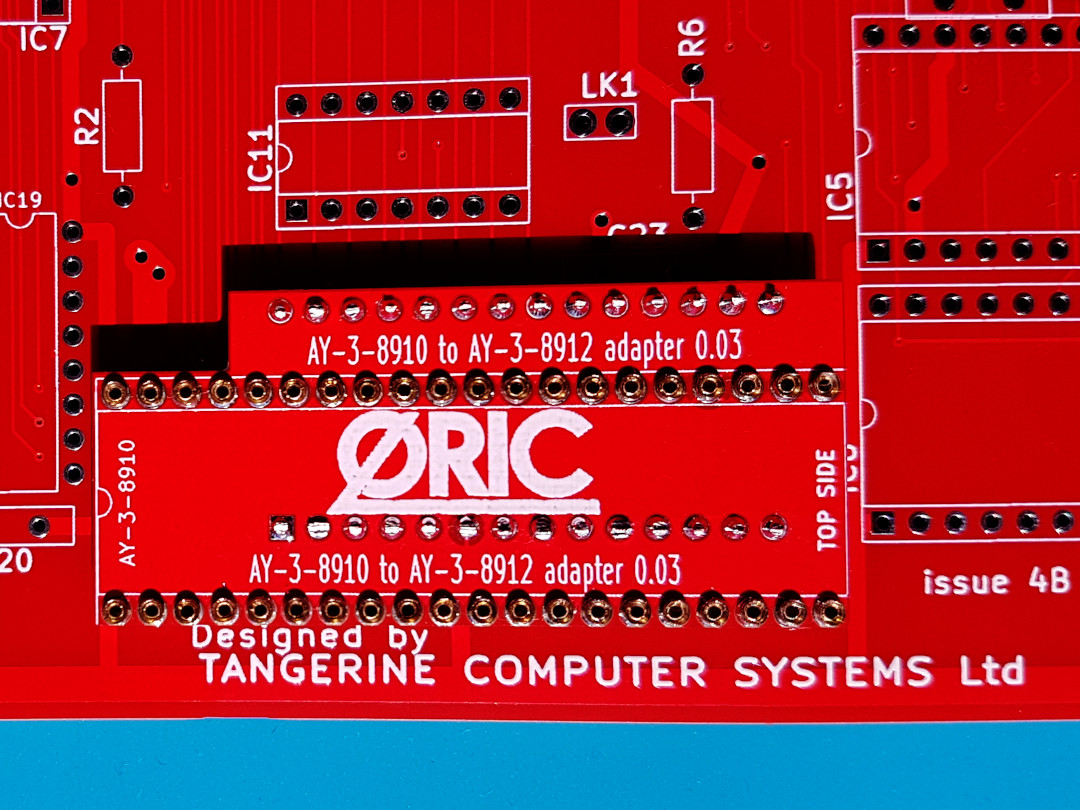 IC7
R6
LK1
R2
IC11
IC19
IC5
C23
AY-3-8910 to AY-3-8912 adapter 0.03
ØRIC
AY-3-8910
TOP SIDE
20
AY-3-8910 to AY-3-8912 adapter 0.03
issue 4B
Designed by
TANGERINE COMPUTER SYSTEMS Ltd